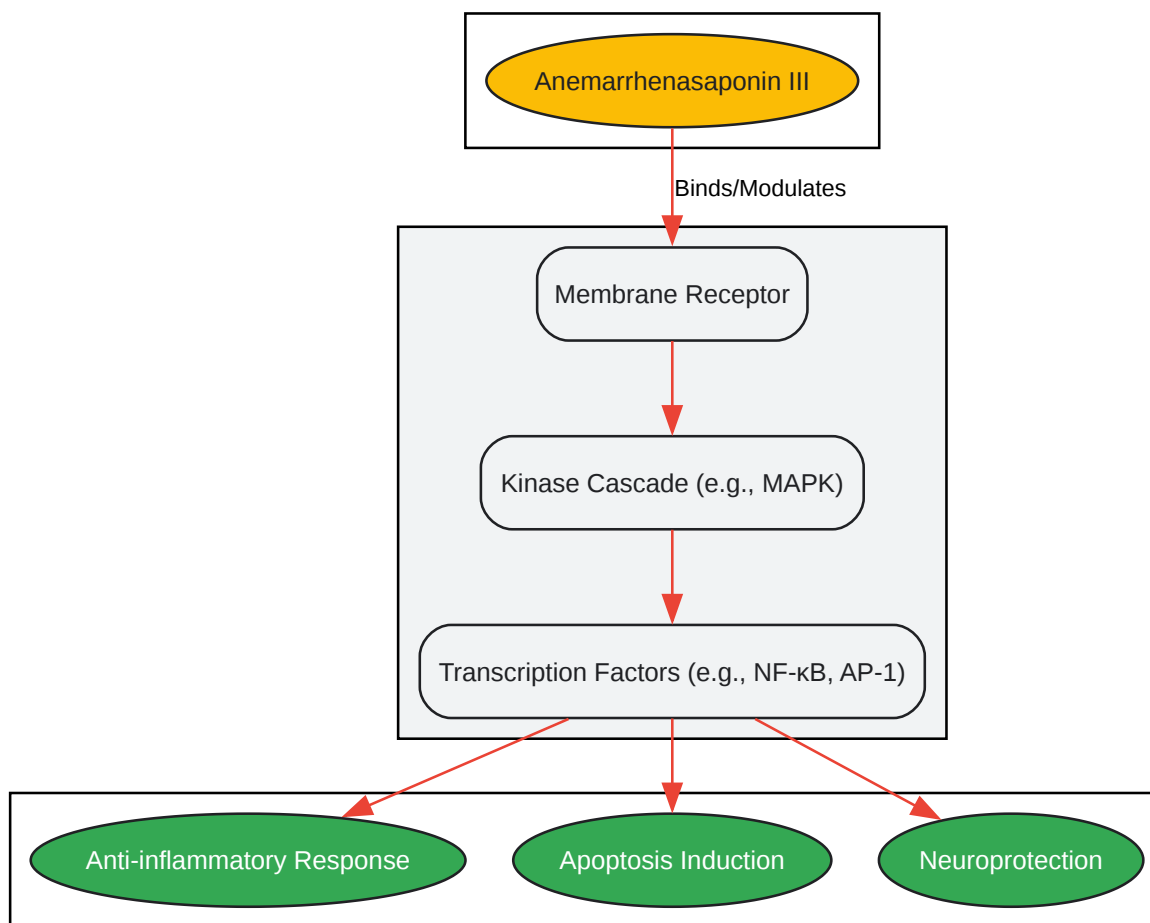 Anemarrhenasaponin III
Binds/Modulates
Membrane Receptor
Kinase Cascade (e.g., MAPK)
Transcription Factors (e.g., NF-κB, AP-1)
Anti-inflammatory Response
Apoptosis Induction
Neuroprotection